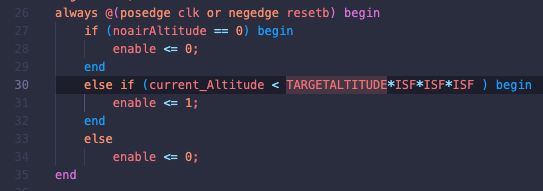 26 always @(posedge clk or negedge resetb) begin
27 if (noairAltitude == 0) begin
28 enable <= 0;
29 end
30 else if (current_Altitude < TARGETALTITUDE*ISF*ISF*ISF ) begin
31 enable <= 1;
32 end
33 else
34 enable <= 0;
35 end